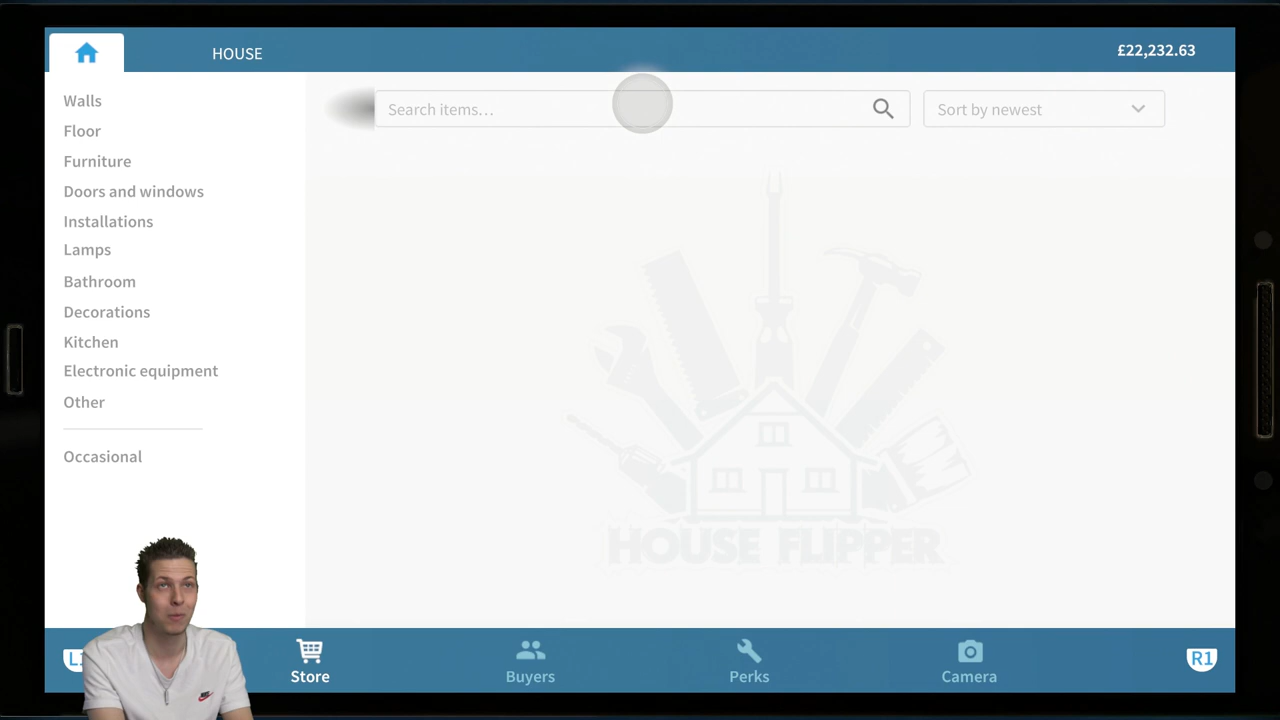 HOUSE
£22,232.63
Walls
Floor
Furniture
Doors and windows
Installations
Lamps
Bathroom
Decorations
Kitchen
Electronic equipment
Other
Occasional
Search items...
Sort by newest
HOUSE FLIPPER
Store
Buyers
Perks
Camera
R1